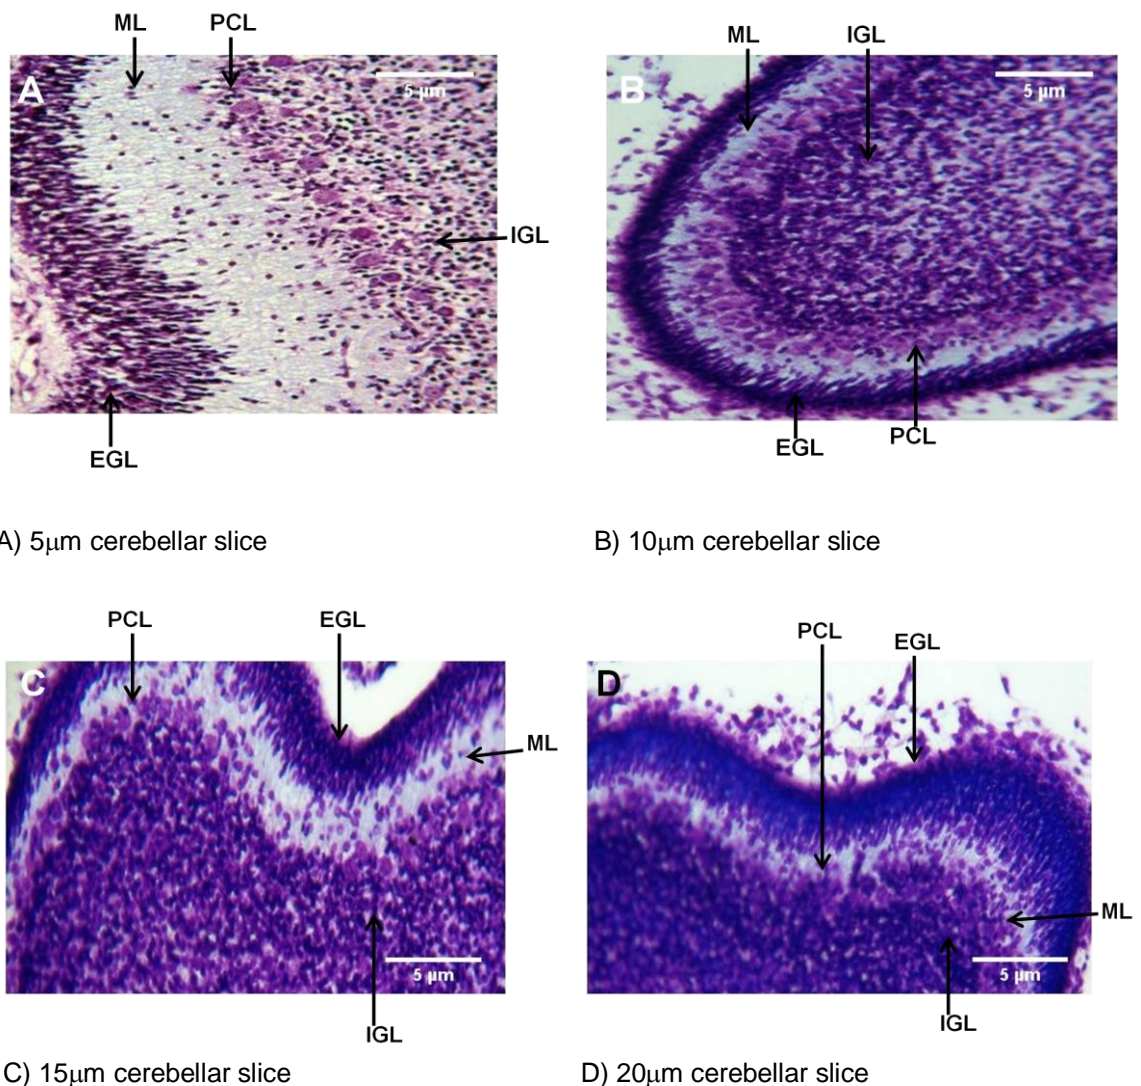 ML PCL
A
5 µm
IGL
EGL
ML IGL
B
5 µm
EGL PCL
A) 5µm cerebellar slice
B) 10µm cerebellar slice
PCL EGL
C
ML
5 µm
IGL
PCL EGL
D
ML
5 µm
IGL
C) 15µm cerebellar slice
D) 20µm cerebellar slice